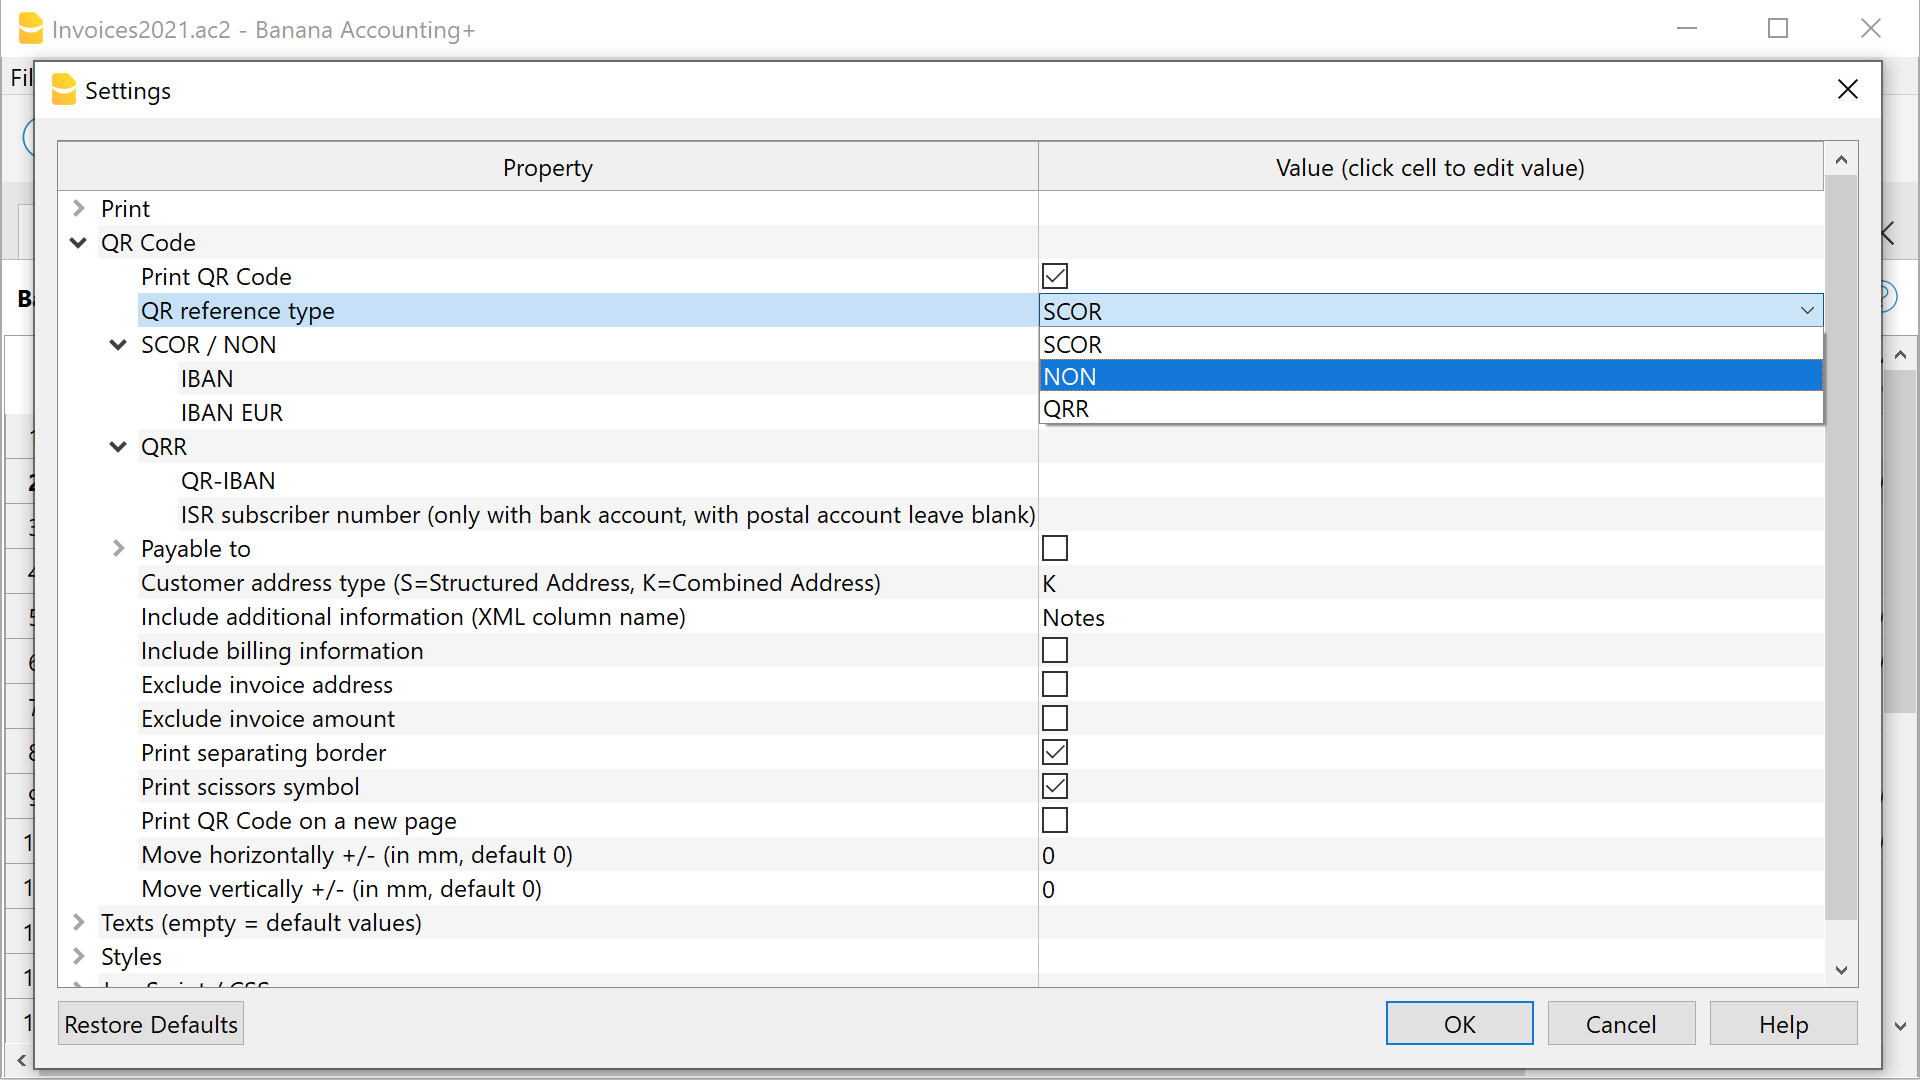 Invoices2021.ac2 - Banana Accounting+
Fil
Settings
Property
Value (click cell to edit value)
Print
QR Code
Print QR Code
QR reference type
SCOR
SCOR / NON
SCOR
IBAN
NON
IBAN EUR
QRR
QRR
QR-IBAN
ISR subscriber number (only with bank account, with postal account leave blank)
Payable to
Customer address type (S=Structured Address, K=Combined Address)
K
Include additional information (XML column name)
Notes
Include billing information
Exclude invoice address
Exclude invoice amount
Print separating border
Print scissors symbol
Print QR Code on a new page
Move horizontally +/- (in mm, default 0)
0
Move vertically +/- (in mm, default 0)
0
Texts (empty = default values)
Styles
Restore Defaults
OK
Cancel
Help